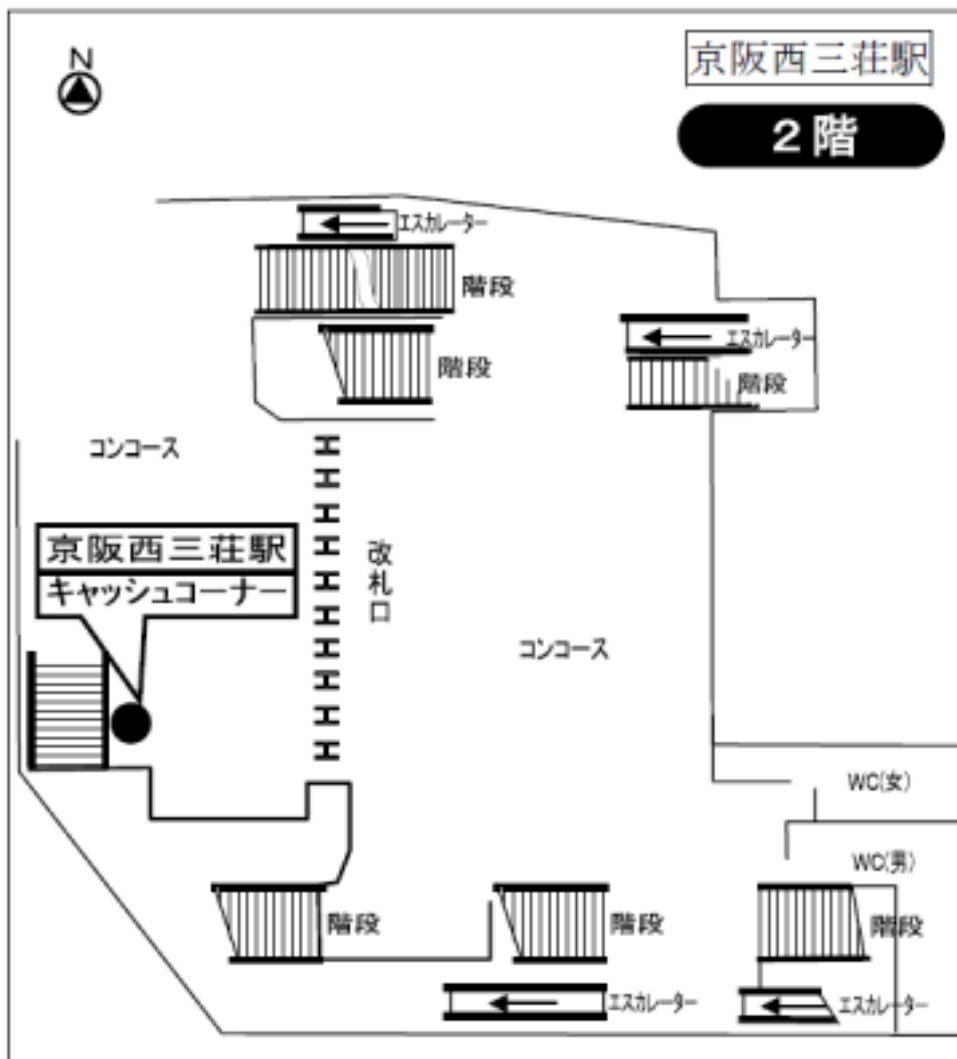 N
京阪西三荘駅
2階
エスカレーター
階段
階段
エスカレーター
階段
コンコース
京阪西三荘駅
キャッシュコーナー
改札口
コンコース
WC(女)
WC(男)
階段
階段
階段
エスカレーター
エスカレーター